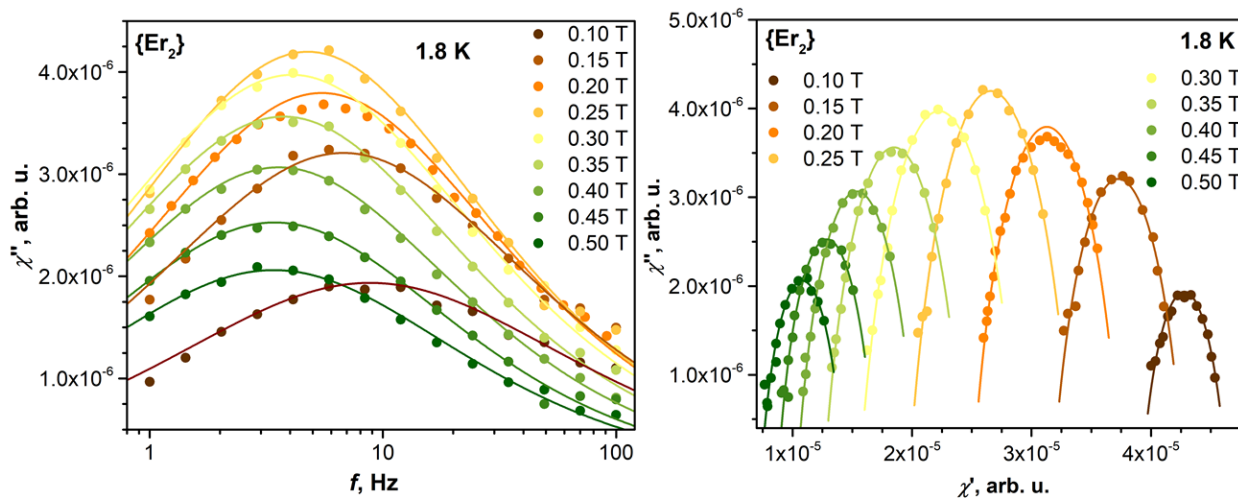 {Er₂}
1.8 K
0.10 T
0.15 T
0.20 T
0.25 T
0.30 T
0.35 T
0.40 T
0.45 T
0.50 T
4.0x10⁻⁶
3.0x10⁻⁶
2.0x10⁻⁶
1.0x10⁻⁶
χ'', arb. u.
1
10
100
f, Hz
{Er₂}
1.8 K
0.10 T
0.15 T
0.20 T
0.25 T
0.30 T
0.35 T
0.40 T
0.45 T
0.50 T
5.0x10⁻⁶
4.0x10⁻⁶
3.0x10⁻⁶
2.0x10⁻⁶
1.0x10⁻⁶
χ'', arb. u.
1x10⁻⁵ 2x10⁻⁵ 3x10⁻⁵ 4x10⁻⁵
χ', arb. u.